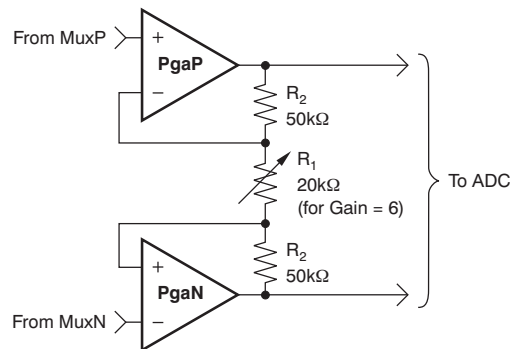 From MuxP
+
PgaP
−
R2
50kΩ
R1
20kΩ
(for Gain = 6)
To ADC
R2
50kΩ
+
PgaN
−
From MuxN